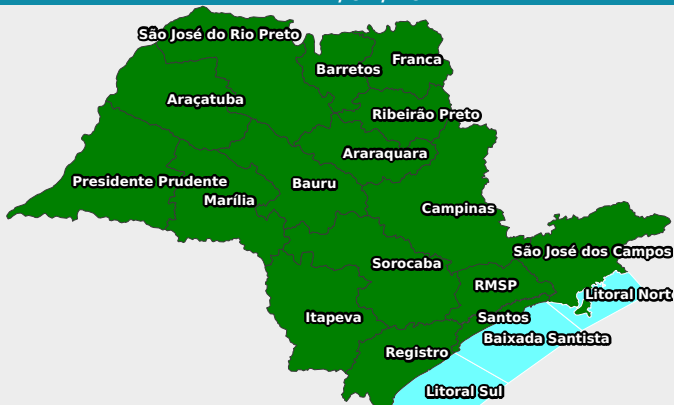 São José do Rio Preto
Barretos
Franca
Araçatuba
Ribeirão Preto
Araraquara
Presidente Prudente
Bauru
Marília
Campinas
São José dos Campos
Sorocaba
RMSP
Litoral Nort
Itapeva
Santos
Baixada Santista
Registro
Litoral Sul